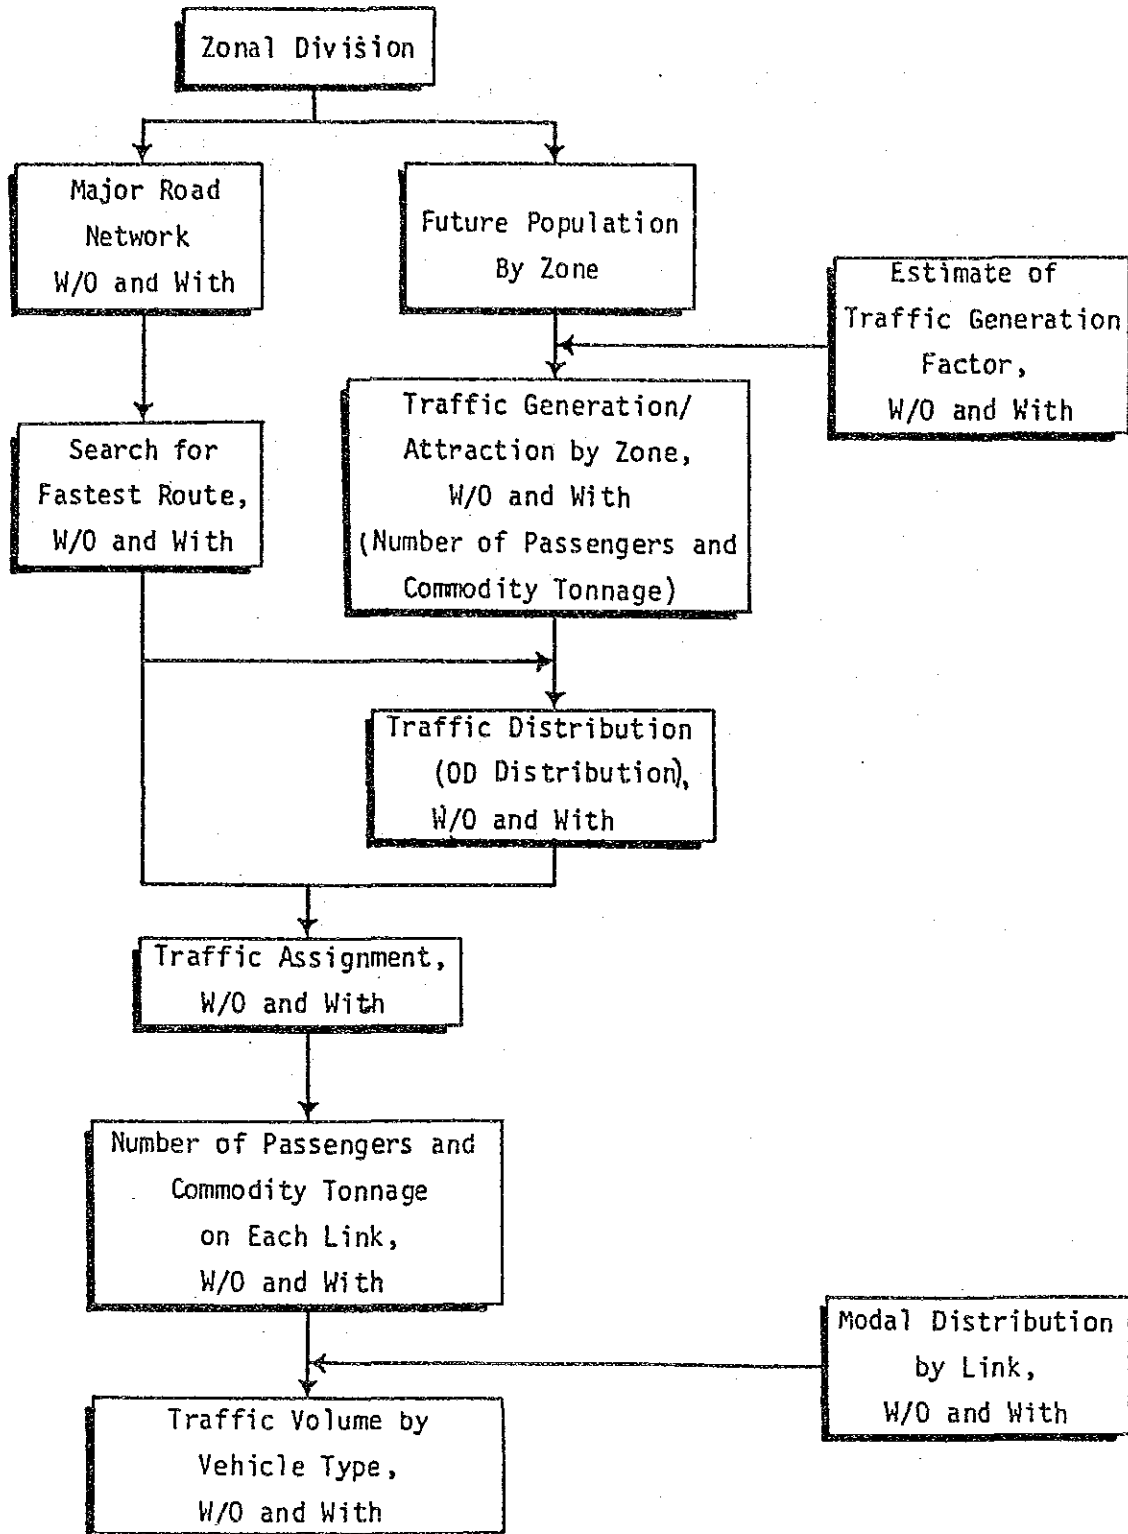 Zonal Division
Major Road
Network
W/O and With
Future Population
By Zone
Estimate of
Traffic Generation
Factor,
W/O and With
Search for
Fastest Route,
W/O and With
Traffic Generation/
Attraction by Zone,
W/O and With
(Number of Passengers and
Commodity Tonnage)
Traffic Distribution
(OD Distribution),
W/O and With
Traffic Assignment,
W/O and With
Number of Passengers and
Commodity Tonnage
on Each Link,
W/O and With
Modal Distribution
by Link,
W/O and With
Traffic Volume by
Vehicle Type,
W/O and With